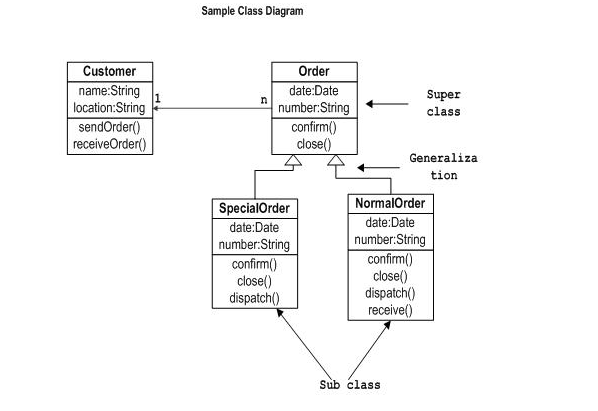 Sample Class Diagram
Customer
name:String
location:String
sendOrder()
receiveOrder()
1
n
Order
date:Date
number:String
confirm()
close()
Super
class
Generaliza
tion
SpecialOrder
date:Date
number:String
confirm()
close()
dispatch()
NormalOrder
date:Date
number:String
confirm()
close()
dispatch()
receive()
Sub class